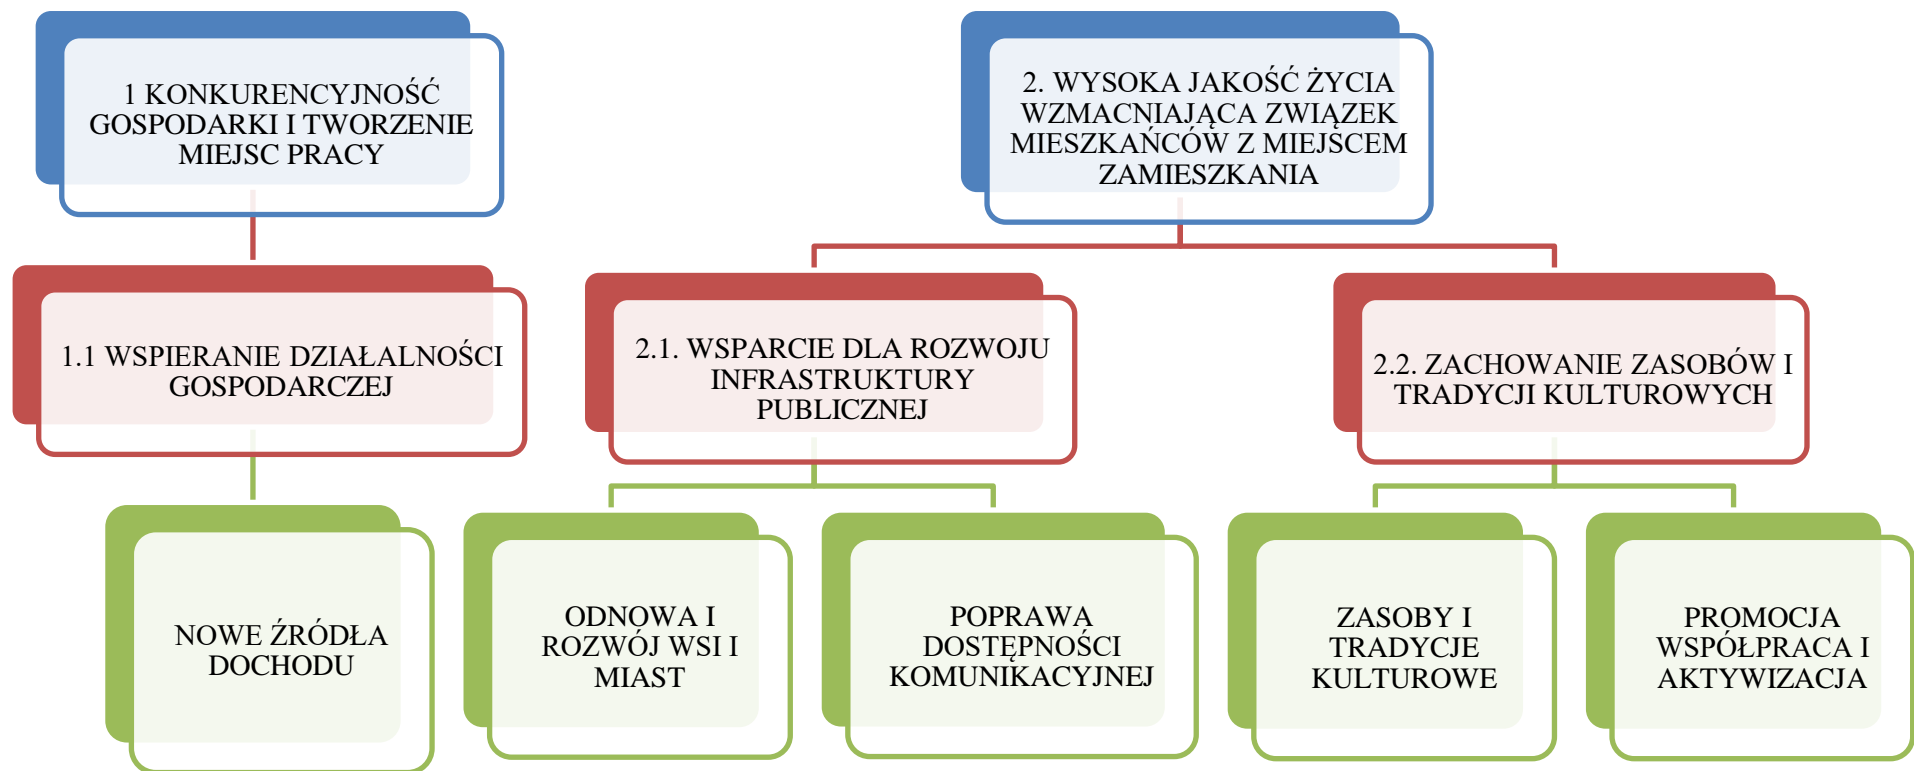 1 KONKURENCYJNOŚĆ
GOSPODARKI I TWORZENIE
MIEJSC PRACY
2. WYSOKA JAKOŚĆ ŻYCIA
WZMACNIAJĄCA ZWIĄZEK
MIESZKAŃCÓW Z MIEJSCEM
ZAMIESZKANIA
1.1 WSPIERANIE DZIAŁALNOŚCI
GOSPODARCZEJ
2.1. WSPARCIE DLA ROZWOJU
INFRASTRUKTURY
PUBLICZNEJ
2.2. ZACHOWANIE ZASOBÓW I
TRADYCJI KULTUROWYCH
NOWE ŹRÓDŁA
DOCHODU
ODNOWA I
ROZWÓJ WSI I
MIAST
POPRAWA
DOSTĘPNOŚCI
KOMUNIKACYJNEJ
ZASOBY I
TRADYCJE
KULTUROWE
PROMOCJA
WSPÓŁPRACA I
AKTYWIZACJA